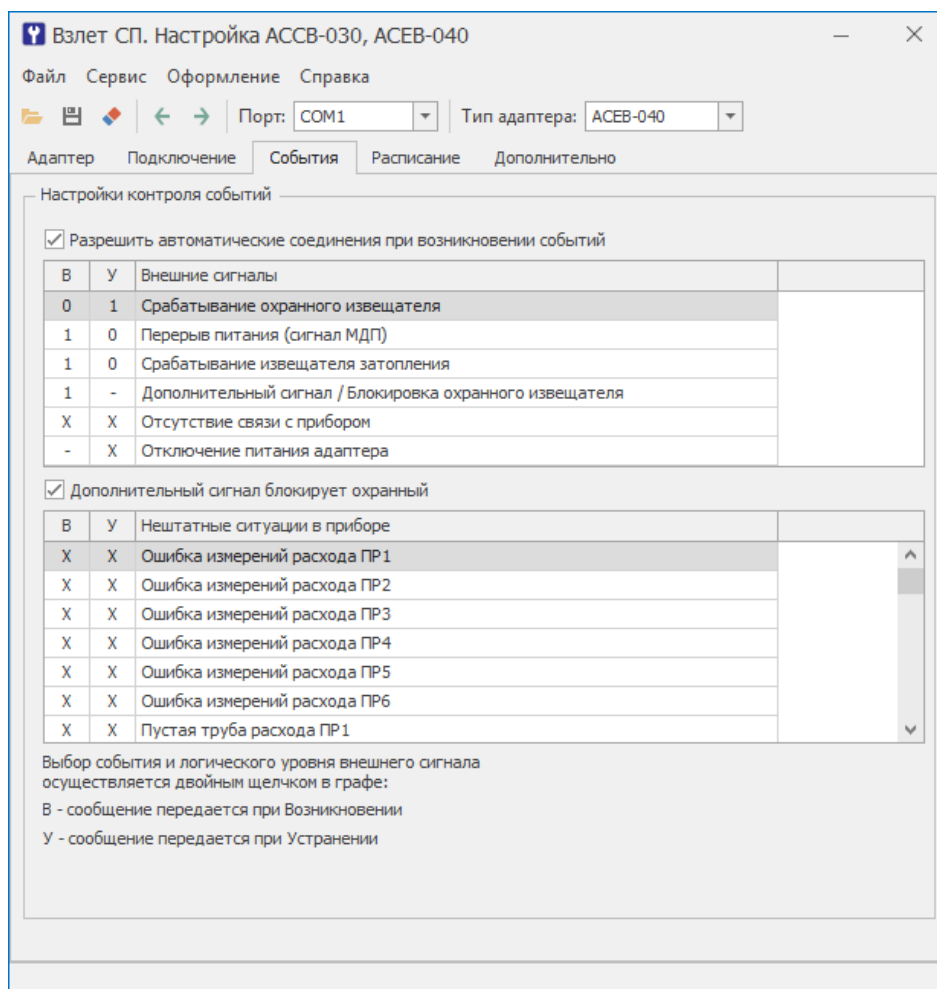 Взлет СП. Настройка АССВ-030, АСЕВ-040
Файл Сервис Оформление Справка
Порт: COM1 Тип адаптера: АСЕВ-040
Адаптер Подключение События Расписание Дополнительно
Настройки контроля событий
Разрешить автоматические соединения при возникновении событий
В У Внешние сигналы
0 1 Срабатывание охранного извещателя
1 0 Перерыв питания (сигнал МДП)
1 0 Срабатывание извещателя затопления
1 - Дополнительный сигнал / Блокировка охранного извещателя
X X Отсутствие связи с прибором
- X Отключение питания адаптера
Дополнительный сигнал блокирует охранный
В У Нештатные ситуации в приборе
X X Ошибка измерений расхода ПР1
X X Ошибка измерений расхода ПР2
X X Ошибка измерений расхода ПР3
X X Ошибка измерений расхода ПР4
X X Ошибка измерений расхода ПР5
X X Ошибка измерений расхода ПР6
X X Пустая труба расхода ПР1
Выбор события и логического уровня внешнего сигнала
осуществляется двойным щелчком в графе:
В - сообщение передается при Возникновении
У - сообщение передается при Устранении